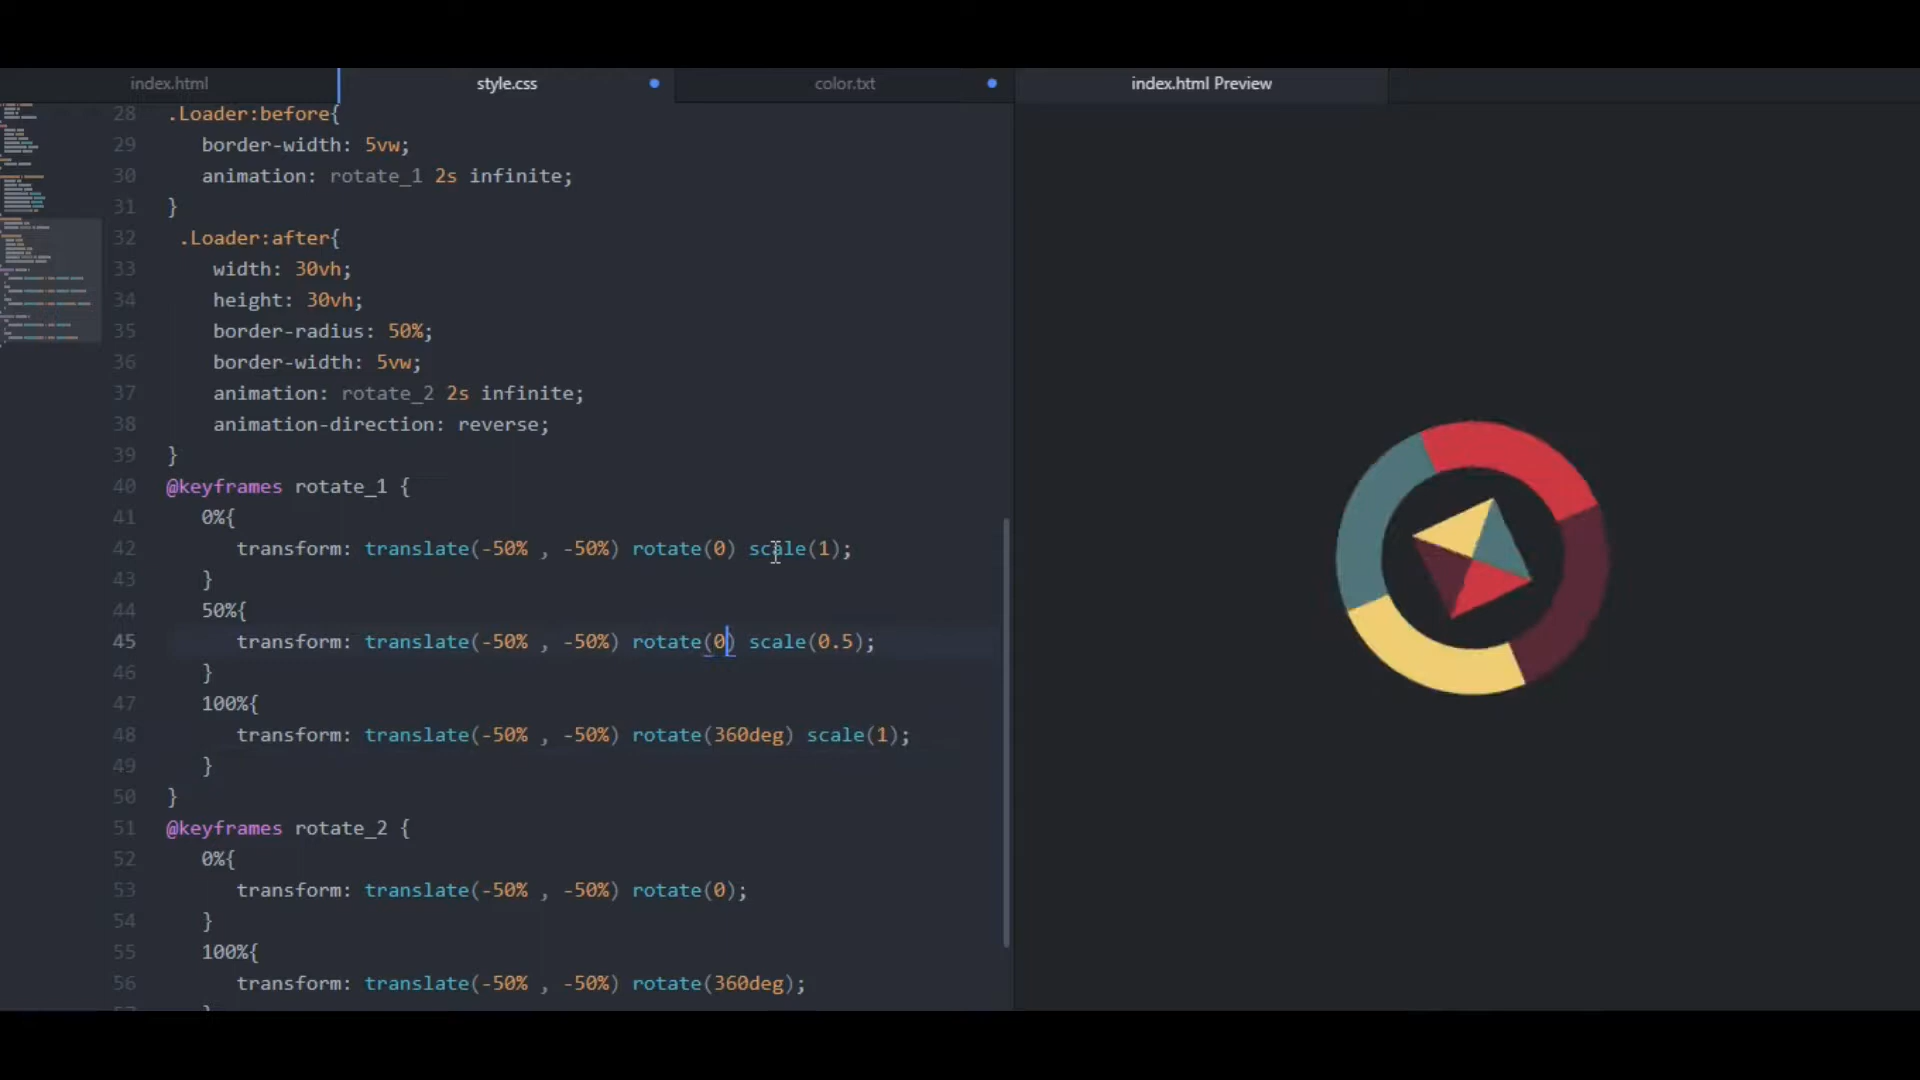 index.html
style.css
color.txt
index.html Preview
28 .Loader:before{
29 border-width: 5vw;
30 animation: rotate_1 2s infinite;
31 }
32 .Loader:after{
33 width: 30vh;
34 height: 30vh;
35 border-radius: 50%;
36 border-width: 5vw;
37 animation: rotate_2 2s infinite;
38 animation-direction: reverse;
39 }
40 @keyframes rotate_1 {
41 0%{
42 transform: translate(-50% , -50%) rotate(0) scale(1);
43 }
44 50%{
45 transform: translate(-50% , -50%) rotate(0) scale(0.5);
46 }
47 100%{
48 transform: translate(-50% , -50%) rotate(360deg) scale(1);
49 }
50 }
51 @keyframes rotate_2 {
52 0%{
53 transform: translate(-50% , -50%) rotate(0);
54 }
55 100%{
56 transform: translate(-50% , -50%) rotate(360deg);